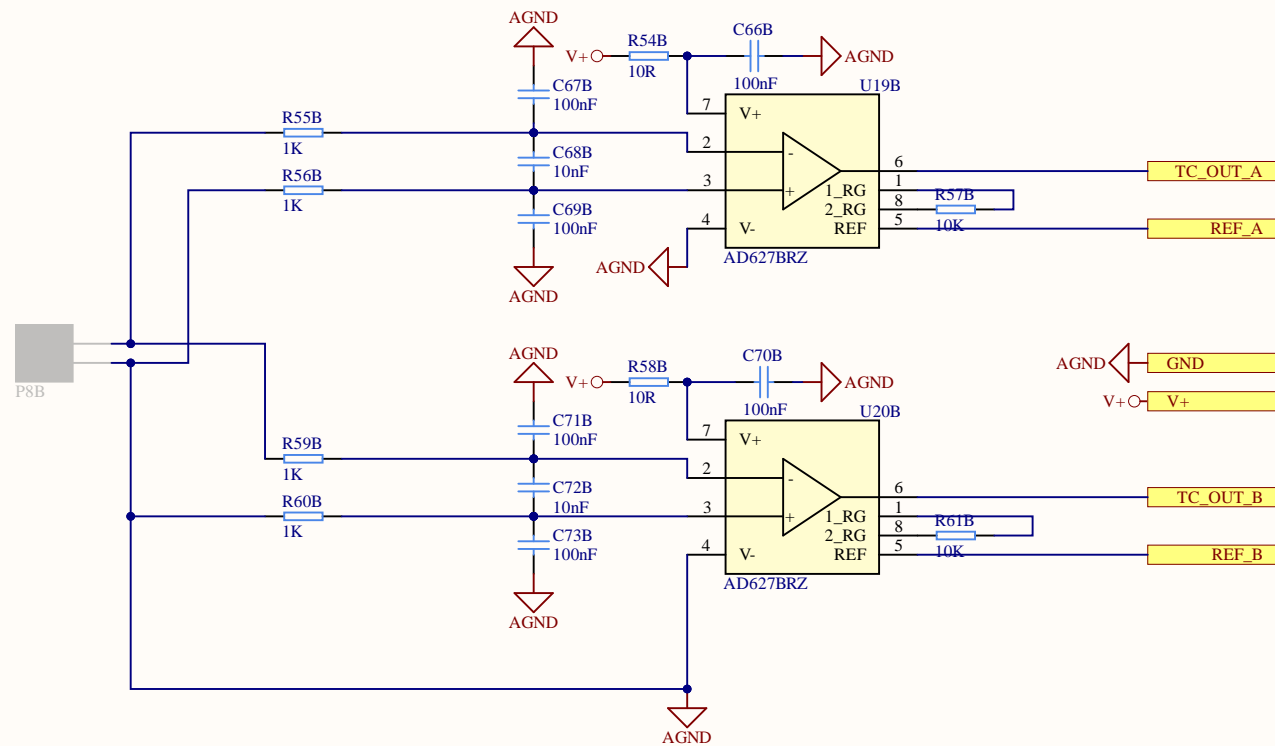 AGND
V+
R54B
10R
C66B
100nF
AGND
C67B
100nF
U19B
7
V+
R55B
1K
2
-
C68B
10nF
6
TC_OUT_A
R56B
1K
3
+
1_RG
1
C69B
100nF
2_RG
8
R57B
10K
4
V-
REF
5
REF_A
AGND
AD627BRZ
AGND
P8B
AGND
V+
R58B
10R
C70B
100nF
AGND
AGND
GND
V+
V+
C71B
100nF
U20B
7
V+
R59B
1K
2
-
C72B
10nF
6
TC_OUT_B
R60B
1K
3
+
1_RG
1
C73B
100nF
2_RG
8
R61B
10K
4
V-
REF
5
REF_B
AD627BRZ
AGND
AGND